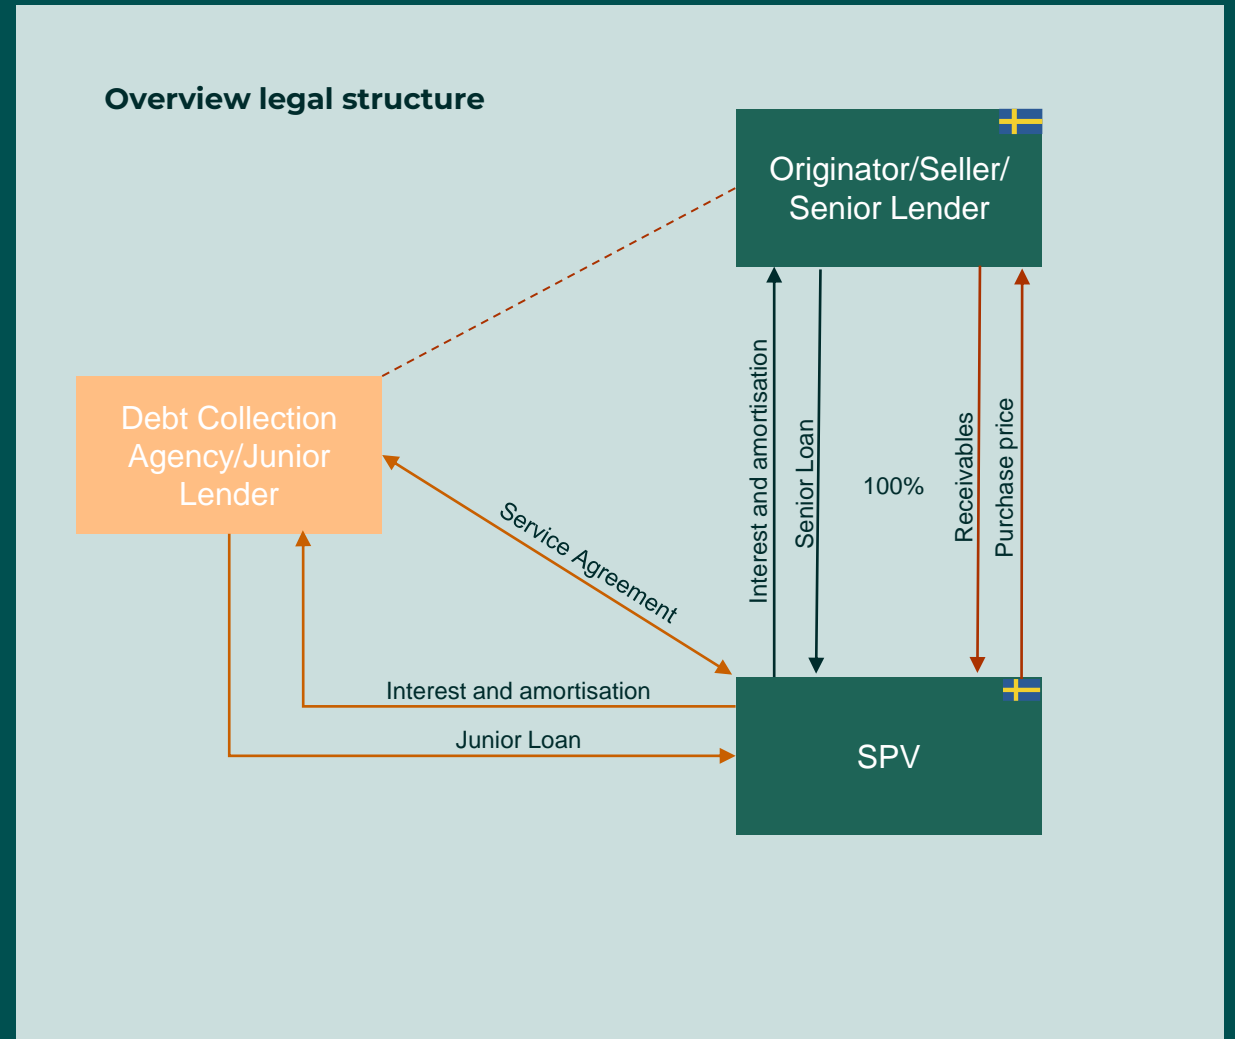 Overview legal structure
Originator/Seller/
Senior Lender
Debt Collection
Agency/Junior
Lender
Interest and amortisation
Senior Loan
100%
Receivables
Purchase price
Service Agreement
Interest and amortisation
Junior Loan
SPV